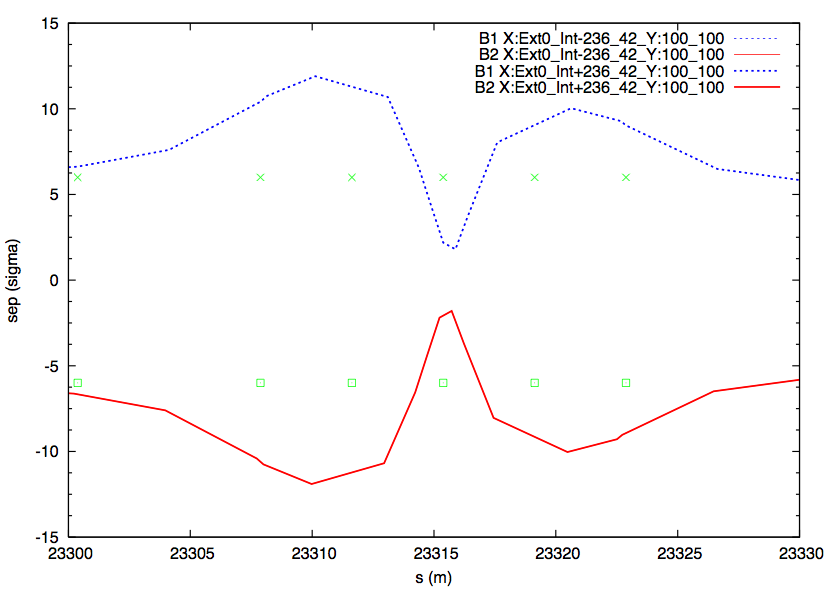 15
B1 X:Ext0_Int-236_42_Y:100_100
B2 X:Ext0_Int-236_42_Y:100_100
B1 X:Ext0_Int+236_42_Y:100_100
B2 X:Ext0_Int+236_42_Y:100_100
10
5
0
-5
-10
-15
sep (sigma)
23300 23305 23310 23315 23320 23325 23330
s (m)